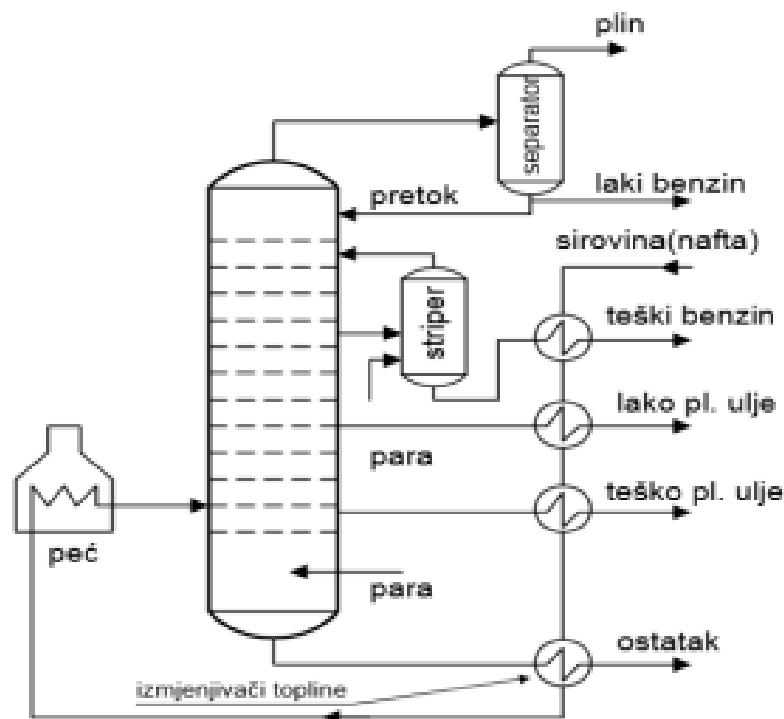 plin
separator
laki benzin
pretok
sirovina(nafta)
striper
teški benzin
lako pl. ulje
para
teško pl. ulje
peć
para
ostatak
izmjenjivači topline